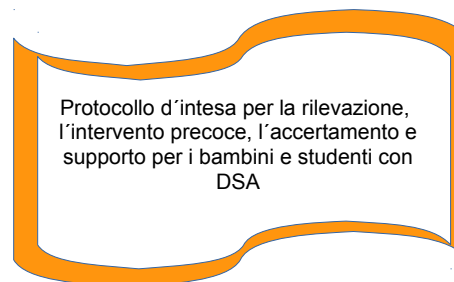 Protocollo d´intesa per la rilevazione,
l´intervento precoce, l´accertamento e
supporto per i bambini e studenti con
DSA